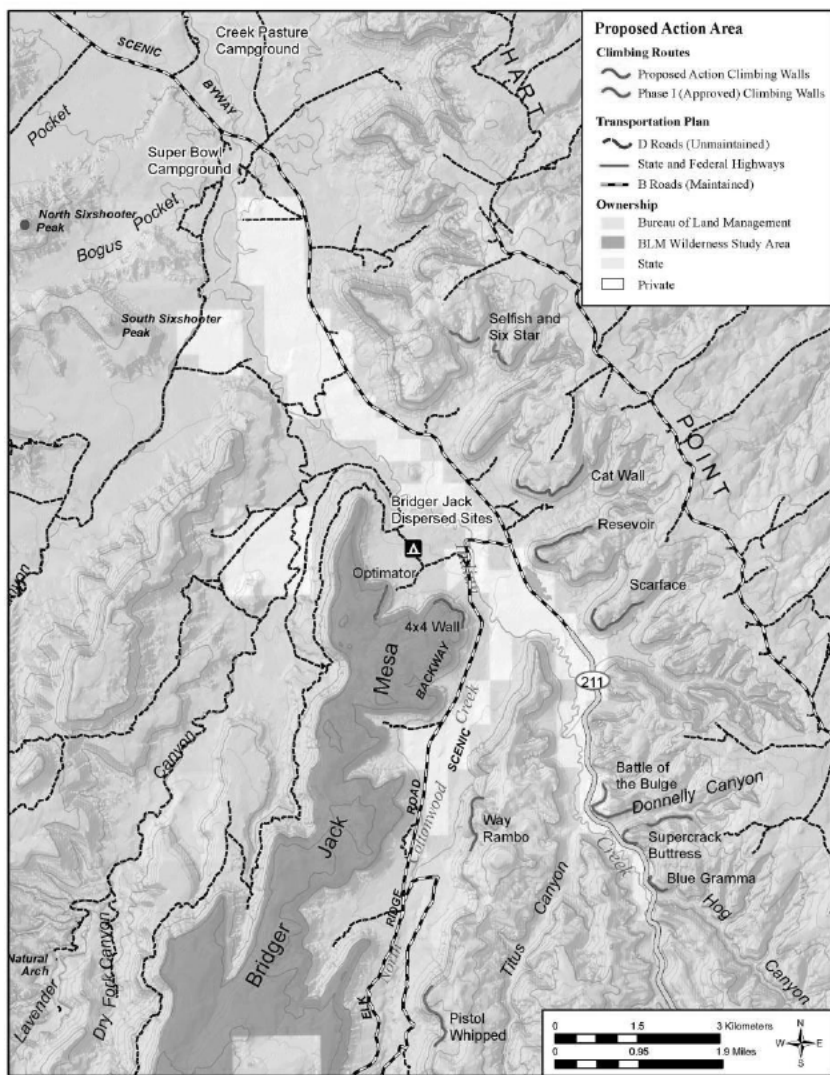 Creek Pasture
Campground
SCENIC
BYWAY
HART
POINT
Pocket
Super Bowl
Campground
North Sixshooter
Peak
Bogus Pocket
South Sixshooter
Peak
Selfish and
Six Star
Cat Wall
Bridger Jack
Dispersed Sites
Resevoir
Optimator
Scarface
4x4 Wall
Mesa
BACKWAY
211
Canyon
SCENIC
Creek
ROAD
Cottonwood
Battle of
the Bulge
Donnelly Canyon
Way
Rambo
Supercrack
Buttress
Creek
Blue Gramma
Jack
Hog
Canyon
RIDGE
Titus Canyon
Bridger
North
Natural
Arch
Lavender
Dry Fork Canyon
ELK
Pistol
Whipped
Proposed Action Area
Climbing Routes
Proposed Action Climbing Walls
Phase I (Approved) Climbing Walls
Transportation Plan
D Roads (Unmaintained)
State and Federal Highways
B Roads (Maintained)
Ownership
Bureau of Land Management
BLM Wilderness Study Area
State
Private
0 1.5 3 Kilometers
0 0.95 1.9 Miles
N
W E
S